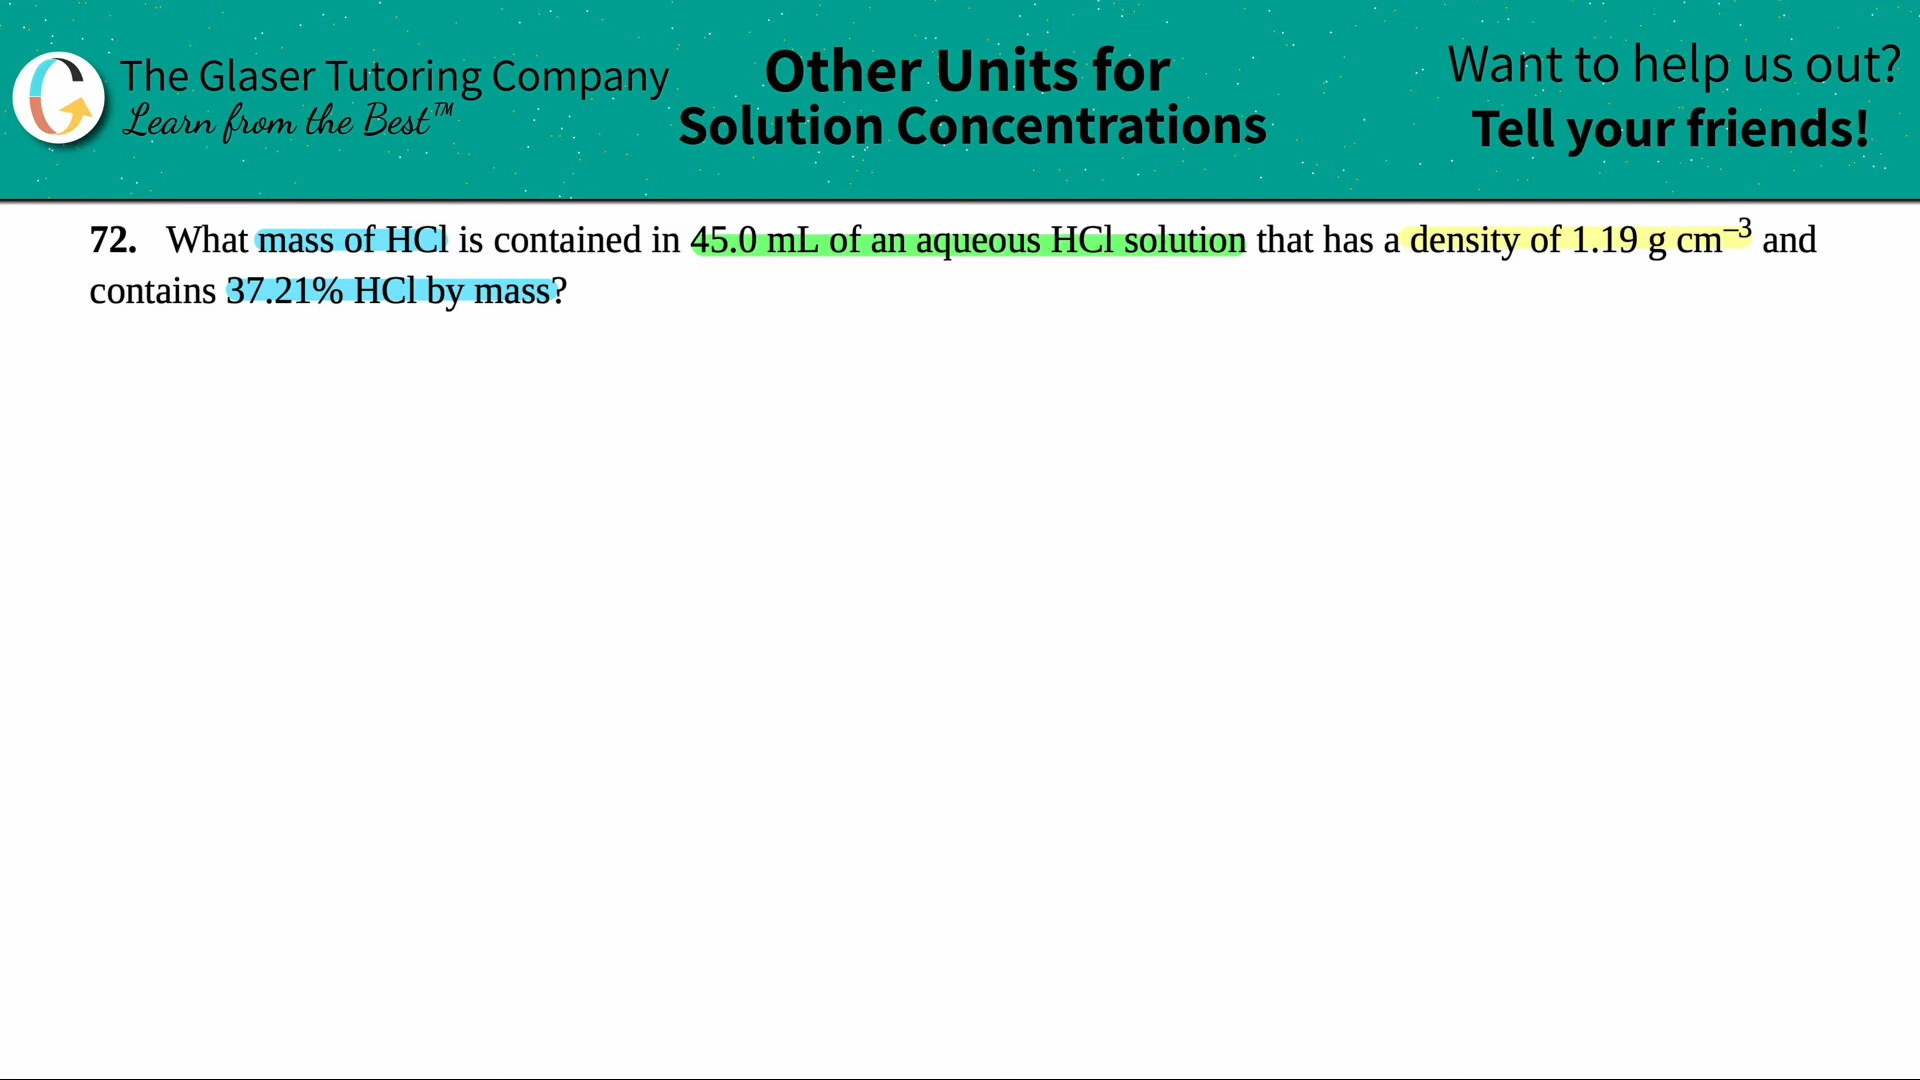 The Glaser Tutoring Company
Learn from the Best™
Other Units for
Solution Concentrations
Want to help us out?
Tell your friends!
72. What mass of HCl is contained in 45.0 mL of an aqueous HCl solution that has a density of 1.19 g cm⁻³ and
contains 37.21% HCl by mass?